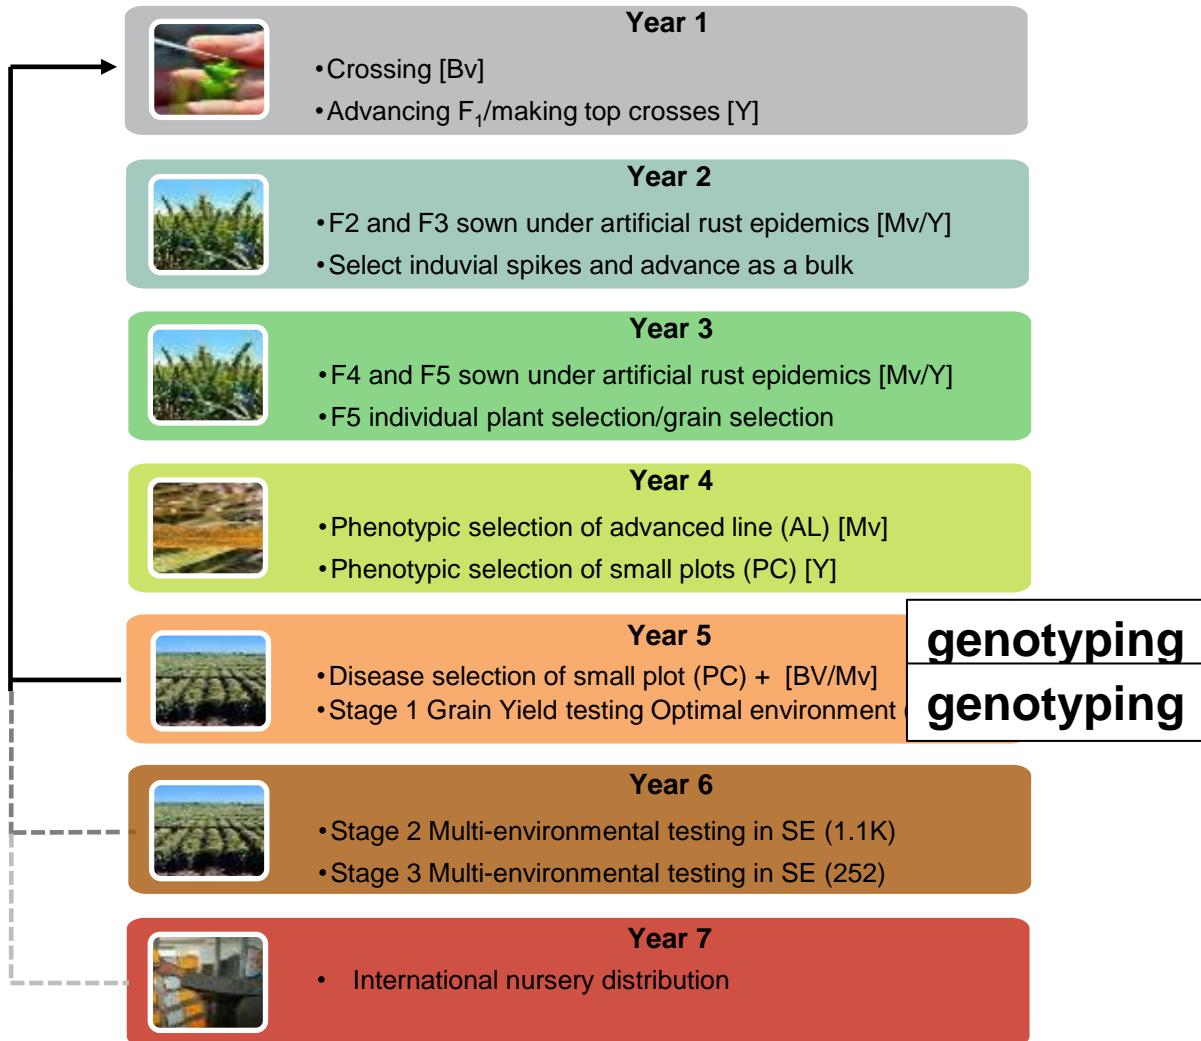 Year 1
•Crossing [Bv]
•Advancing F₁/making top crosses [Y]
Year 2
•F2 and F3 sown under artificial rust epidemics [Mv/Y]
•Select induvial spikes and advance as a bulk
Year 3
•F4 and F5 sown under artificial rust epidemics [Mv/Y]
•F5 individual plant selection/grain selection
Year 4
•Phenotypic selection of advanced line (AL) [Mv]
•Phenotypic selection of small plots (PC) [Y]
Year 5
•Disease selection of small plot (PC) + [BV/Mv]
•Stage 1 Grain Yield testing Optimal environment (
genotyping
genotyping
Year 6
•Stage 2 Multi-environmental testing in SE (1.1K)
•Stage 3 Multi-environmental testing in SE (252)
Year 7
• International nursery distribution